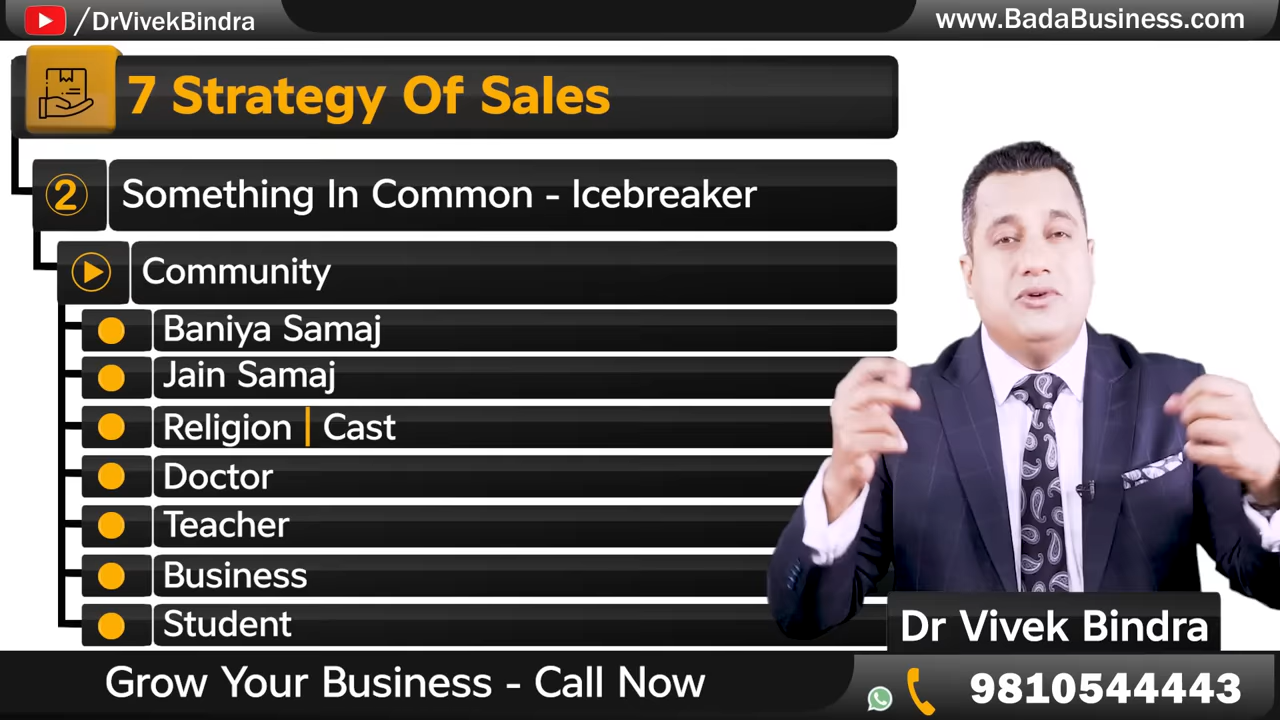 /DrVivekBindra
www.BadaBusiness.com
7 Strategy Of Sales
2 Something In Common - Icebreaker
Community
Baniya Samaj
Jain Samaj
Religion | Cast
Doctor
Teacher
Business
Student
Dr Vivek Bindra
Grow Your Business - Call Now
9810544443